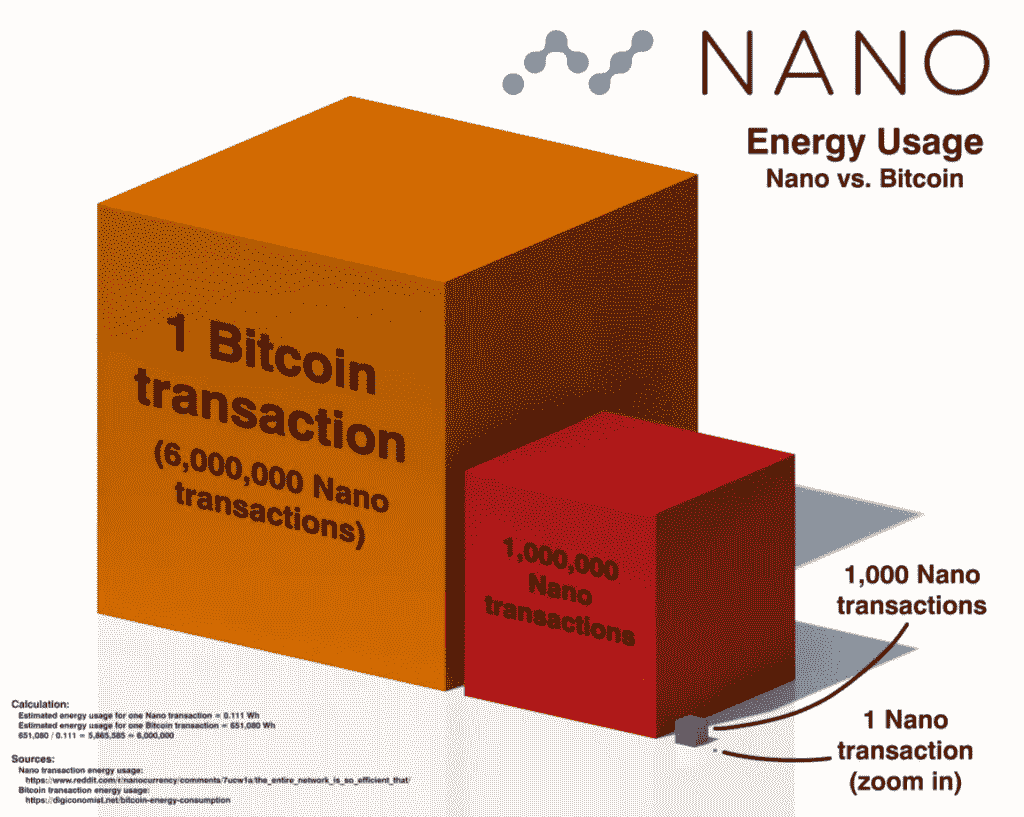 NANO
Energy Usage
Nano vs. Bitcoin
1 Bitcoin
transaction
(6,000,000 Nano
transactions)
1,000,000
Nano
transactions
1,000 Nano
transactions
1 Nano
transaction
(zoom in)
Calculation:
Estimated energy usage for one Nano transaction = 0.111 Wh
Estimated energy usage for one Bitcoin transaction = 651,080 Wh
651,080 / 0.111 = 5,865,585 ≈ 6,000,000
Sources:
Nano transaction energy usage:
https://www.reddit.com/r/nanocurrency/comments/7ucw1a/the_entire_network_is_so_efficient_that/
Bitcoin transaction energy usage:
https://digiconomist.net/bitcoin-energy-consumption